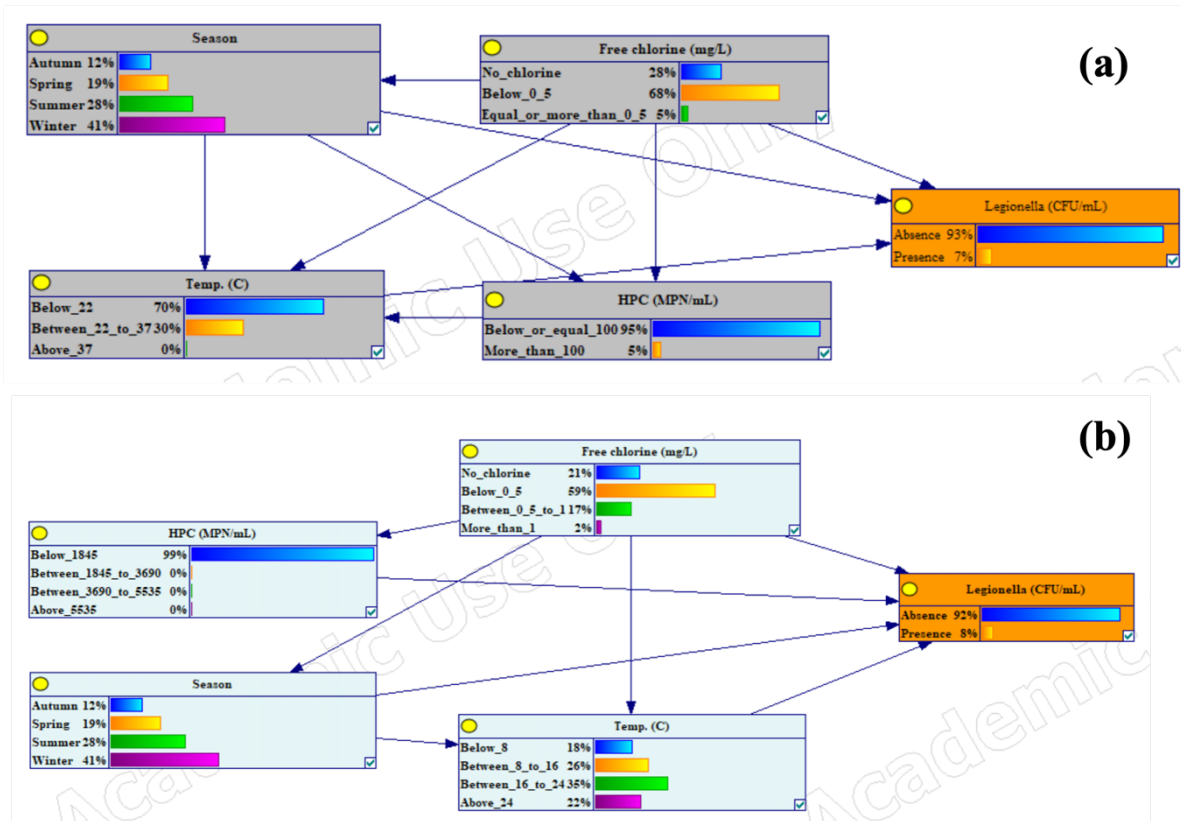 (a)
Season
Autumn 12%
Spring 19%
Summer 28%
Winter 41%
Free chlorine (mg/L)
No_chlorine 28%
Below_0_5 68%
Equal_or_more_than_0_5 5%
Legionella (CFU/mL)
Absence 93%
Presence 7%
Temp. (C)
Below_22 70%
Between_22_to_37 30%
Above_37 0%
HPC (MPN/mL)
Below_or_equal_100 95%
More_than_100 5%
(b)
Free chlorine (mg/L)
No_chlorine 21%
Below_0_5 59%
Between_0_5_to_1 17%
More_than_1 2%
HPC (MPN/mL)
Below_1845 99%
Between_1845_to_3690 0%
Between_3690_to_5535 0%
Above_5535 0%
Legionella (CFU/mL)
Absence 92%
Presence 8%
Season
Autumn 12%
Spring 19%
Summer 28%
Winter 41%
Temp. (C)
Below_8 18%
Between_8_to_16 26%
Between_16_to_24 35%
Above_24 22%
Academic Use Only
Academic